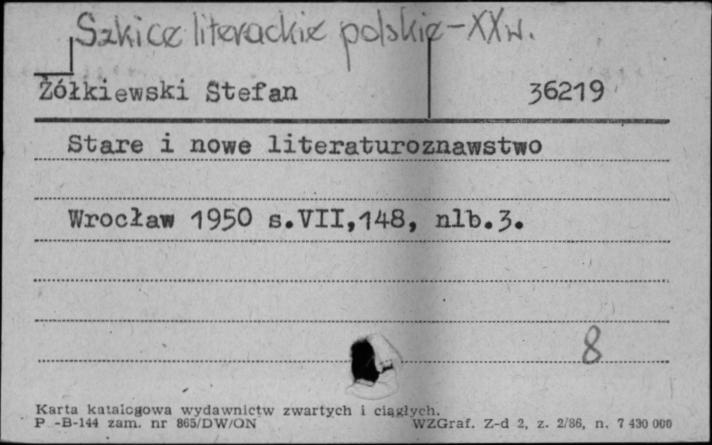 Szkice literackie polskie - XX w.
Żółkiewski Stefan 36219
Stare i nowe literaturoznawstwo
Wrocław 1950 s.VII,148, nlb.3.
8
Karta katalogowa wydawnictw zwartych i ciągłych.
P -B-144 zam. nr 865/DW/ON WZGraf. Z-d 2, z. 2/86, n. 7 430 000